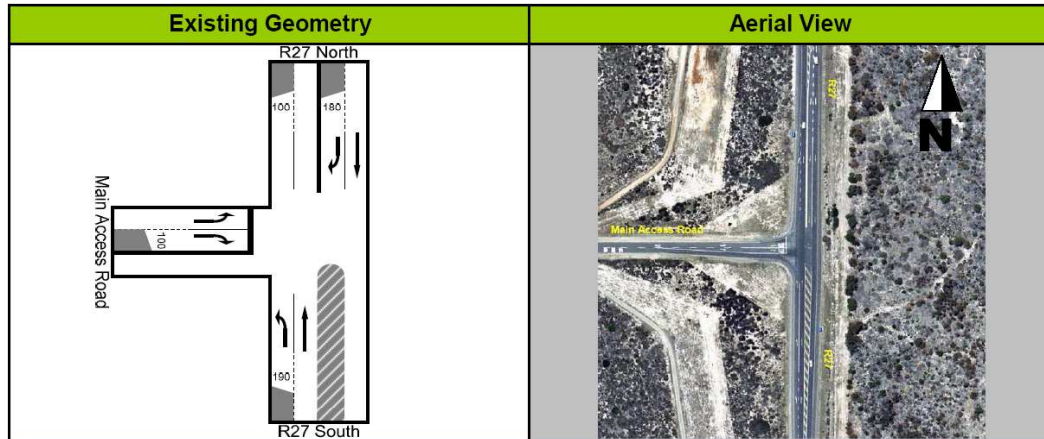 Existing Geometry
Aerial View
R27 North
100
180
Main Access Road
100
190
R27 South
R27
N
Main Access Road
R27